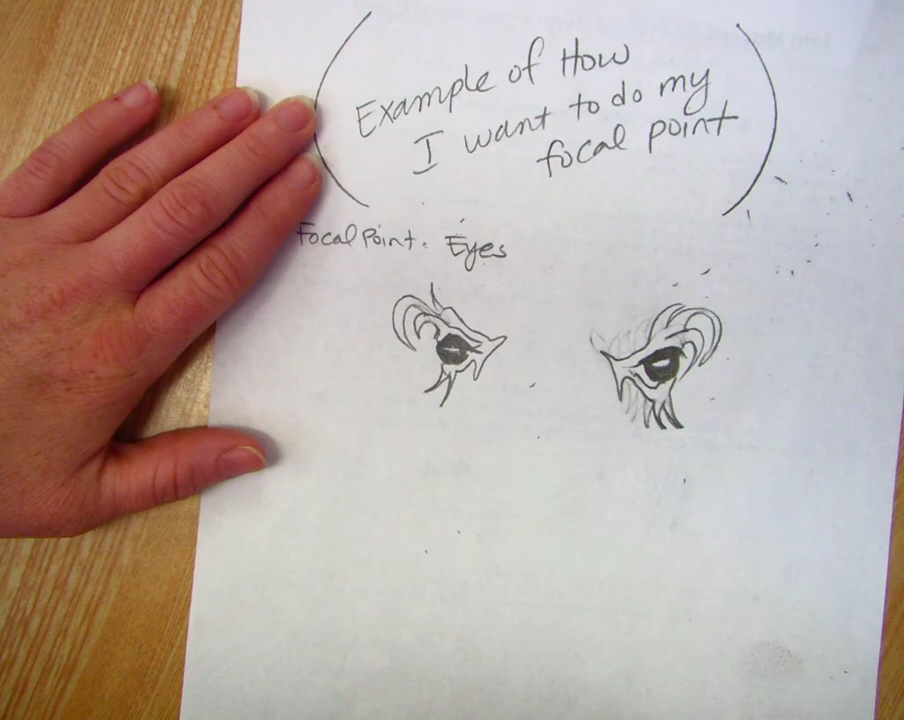 Example of How
I want to do my
focal point
Focal Point. Eyes